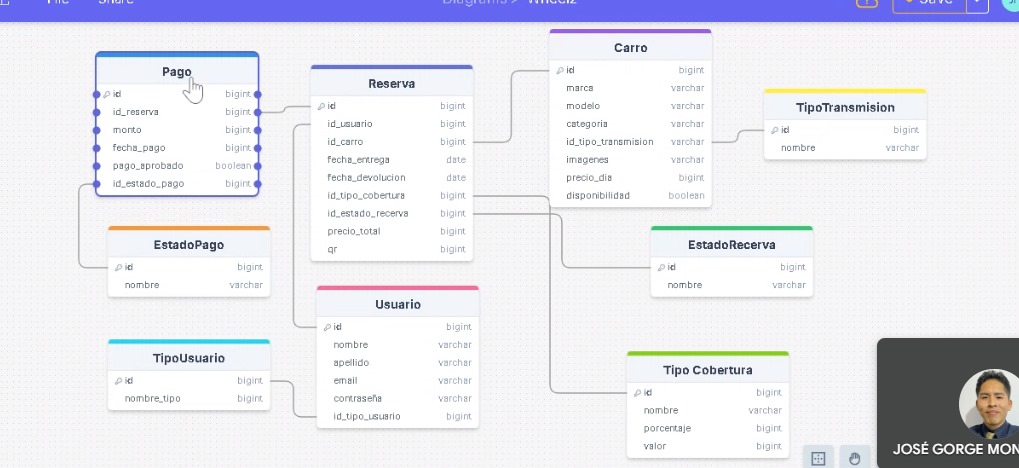 File Share
Diagrams > Wheelz
Save
Pago
id bigint
id_reserva bigint
monto bigint
fecha_pago bigint
pago_aprobado boolean
id_estado_pago bigint
Reserva
id bigint
id_usuario bigint
id_carro bigint
fecha_entrega date
fecha_devolucion date
id_tipo_cobertura bigint
id_estado_reserva bigint
precio_total bigint
qr bigint
Carro
id bigint
marca varchar
modelo varchar
categoria varchar
id_tipo_transmision varchar
imagenes varchar
precio_dia bigint
disponibilidad boolean
TipoTransmision
id bigint
nombre varchar
EstadoPago
id bigint
nombre varchar
EstadoRecerva
id bigint
nombre varchar
Usuario
id bigint
nombre varchar
apellido varchar
email varchar
contraseña varchar
id_tipo_usuario bigint
TipoUsuario
id bigint
nombre_tipo bigint
Tipo Cobertura
id bigint
nombre varchar
porcentaje bigint
valor bigint
JOSÉ GORGE MON